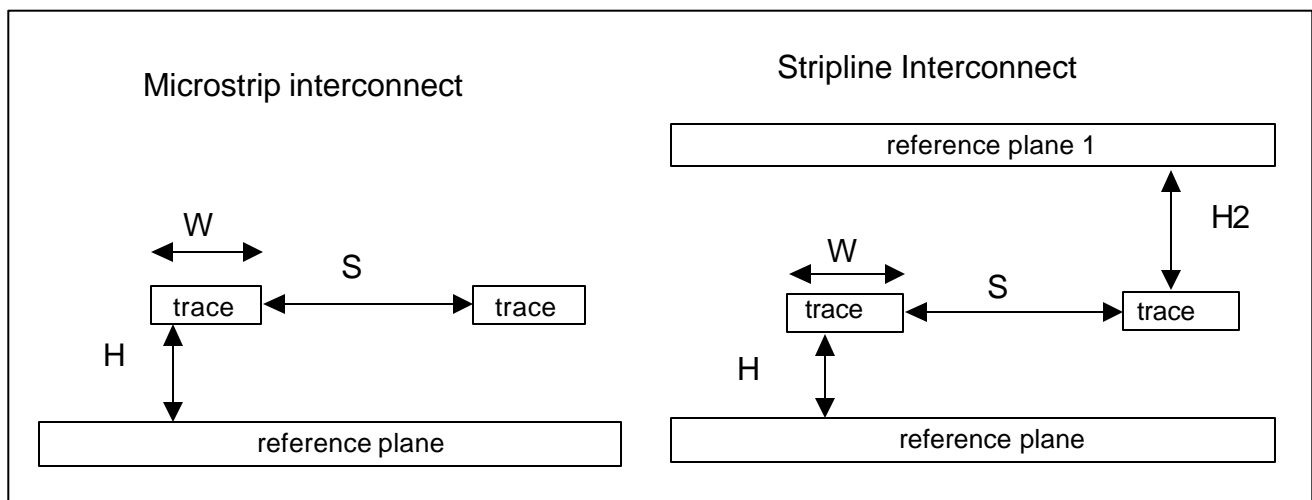 Microstrip interconnect
W
S
trace
trace
H
reference plane
Stripline Interconnect
reference plane 1
H2
W
S
trace
trace
H
reference plane